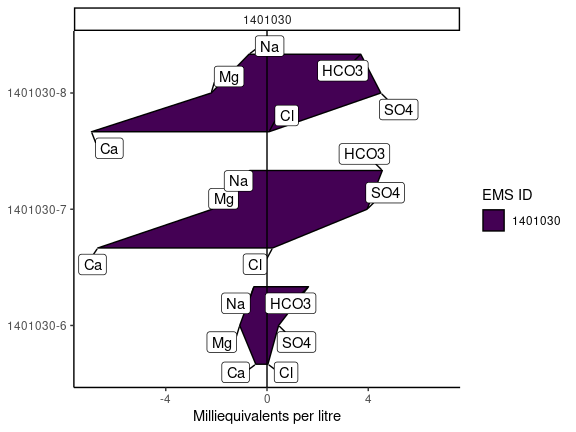 1401030
Na
HCO3
Mg
1401030-8
SO4
Cl
Ca
HCO3
Na
SO4
Mg
1401030-7
Ca
Cl
Na
HCO3
1401030-6
Mg
SO4
Ca
Cl
-4
0
4
Milliequivalents per litre
EMS ID
1401030